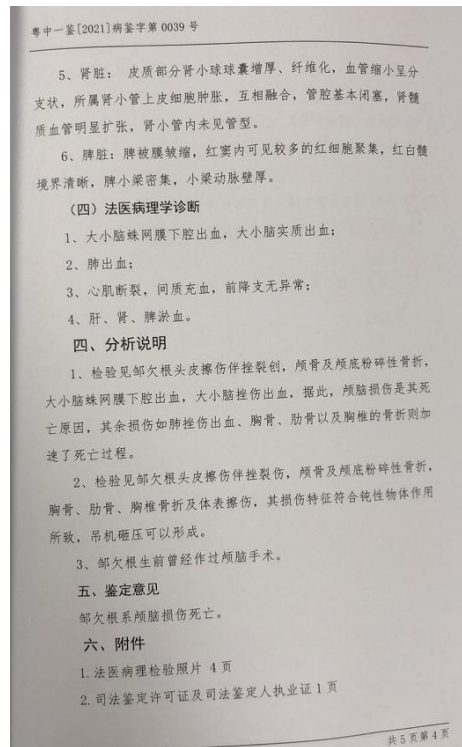 粤中一鉴[2021]病鉴字第0039号
5、肾脏： 皮质部分肾小球球囊增厚、纤维化，血管缩小呈分
支状，所属肾小管上皮细胞肿胀，互相融合，管腔基本闭塞，肾髓
质血管明显扩张，肾小管内未见管型。
6、脾脏：脾被膜皱缩，红窦内可见较多的红细胞聚集，红白髓
境界清晰，脾小梁密集，小梁动脉壁厚。
（四）法医病理学诊断
1、大小脑蛛网膜下腔出血，大小脑实质出血；
2、肺出血；
3、心肌断裂，间质充血，前降支无异常；
4、肝、肾、脾淤血。
四、分析说明
1、检验见邹欠根头皮擦伤伴挫裂创，颅骨及颅底粉碎性骨折，
大小脑蛛网膜下腔出血，大小脑挫伤出血，据此，颅脑损伤是其死
亡原因，其余损伤如肺挫伤出血、胸骨、肋骨以及胸椎的骨折则加
速了死亡过程。
2、检验见邹欠根头皮擦伤伴挫裂伤，颅骨及颅底粉碎性骨折，
胸骨、肋骨、胸椎骨折及体表擦伤，其损伤特征符合钝性物体作用
所致，吊机砸压可以形成。
3、邹欠根生前曾经作过颅脑手术。
五、鉴定意见
邹欠根系颅脑损伤死亡。
六、附件
1.法医病理检验照片 4页
2.司法鉴定许可证及司法鉴定人执业证1页
共5页第4页